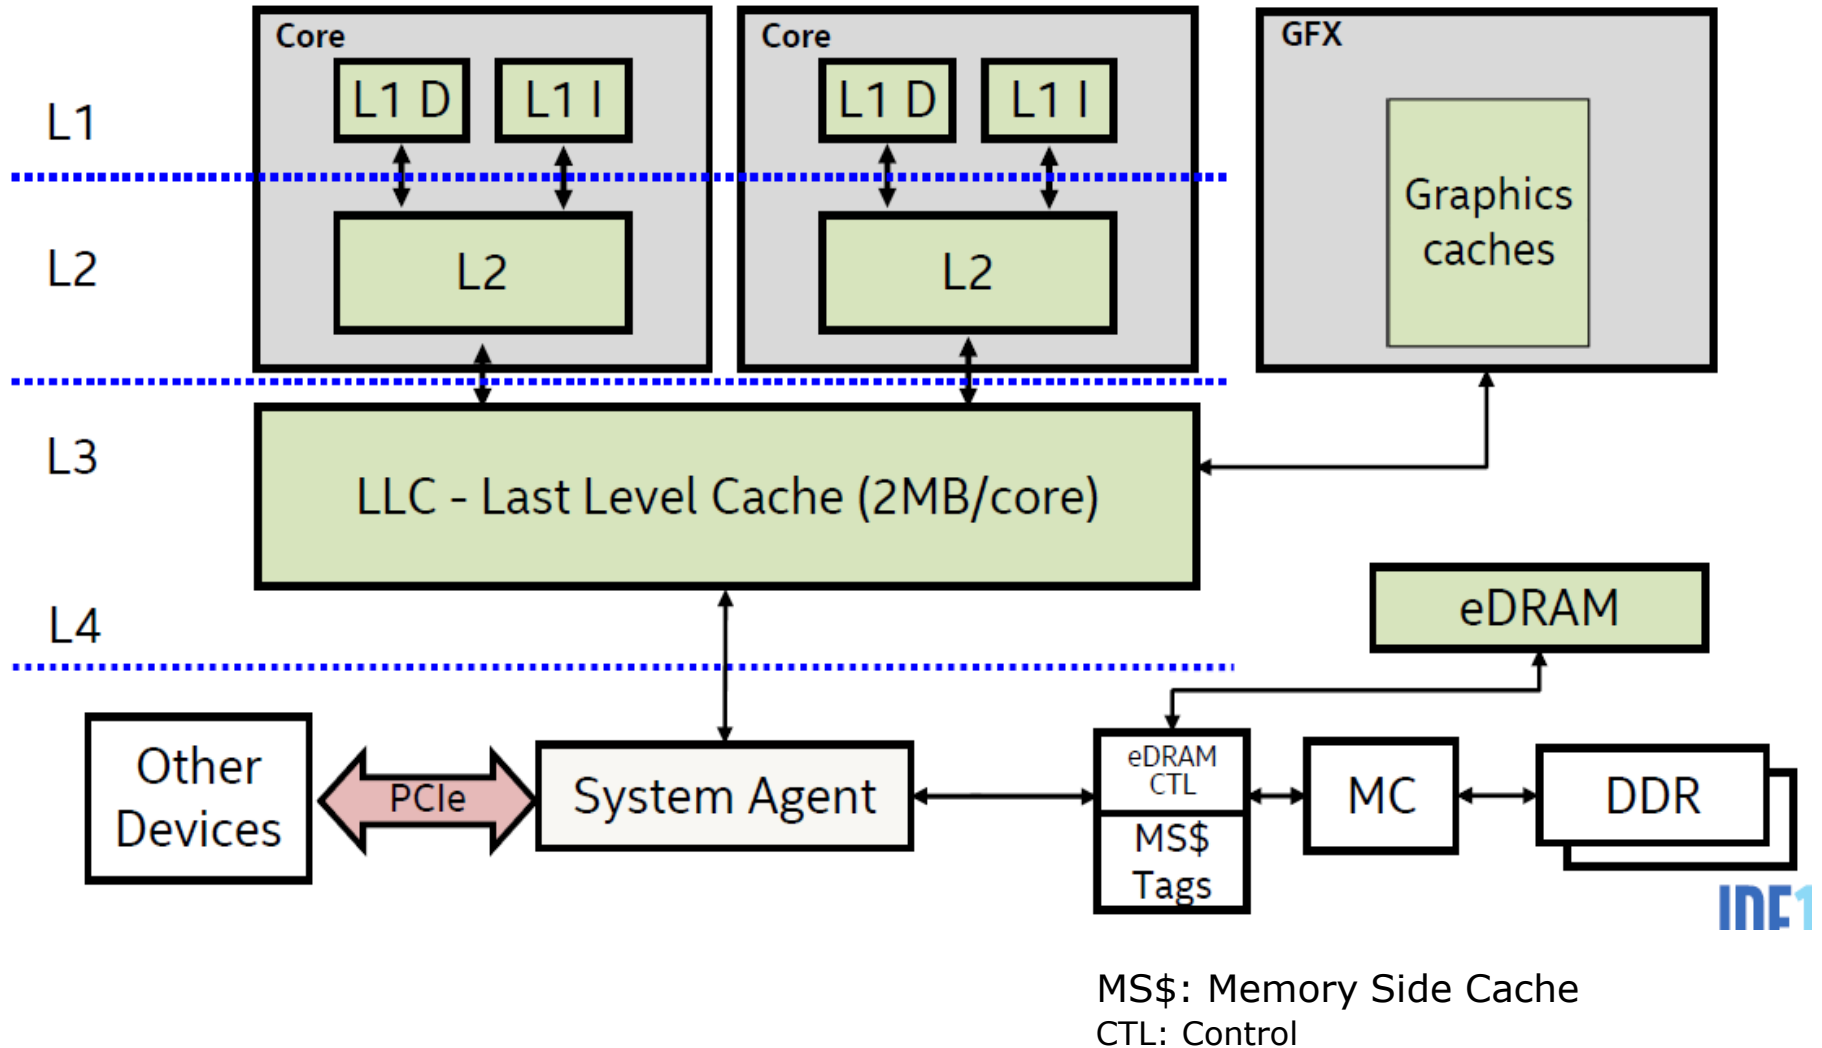 Core
Core
GFX
L1
L1 D
L1 I
L1 D
L1 I
Graphics
caches
L2
L2
L2
L3
LLC - Last Level Cache (2MB/core)
L4
eDRAM
Other
Devices
PCIe
System Agent
eDRAM
CTL
MS$
Tags
MC
DDR
MS$: Memory Side Cache
CTL: Control